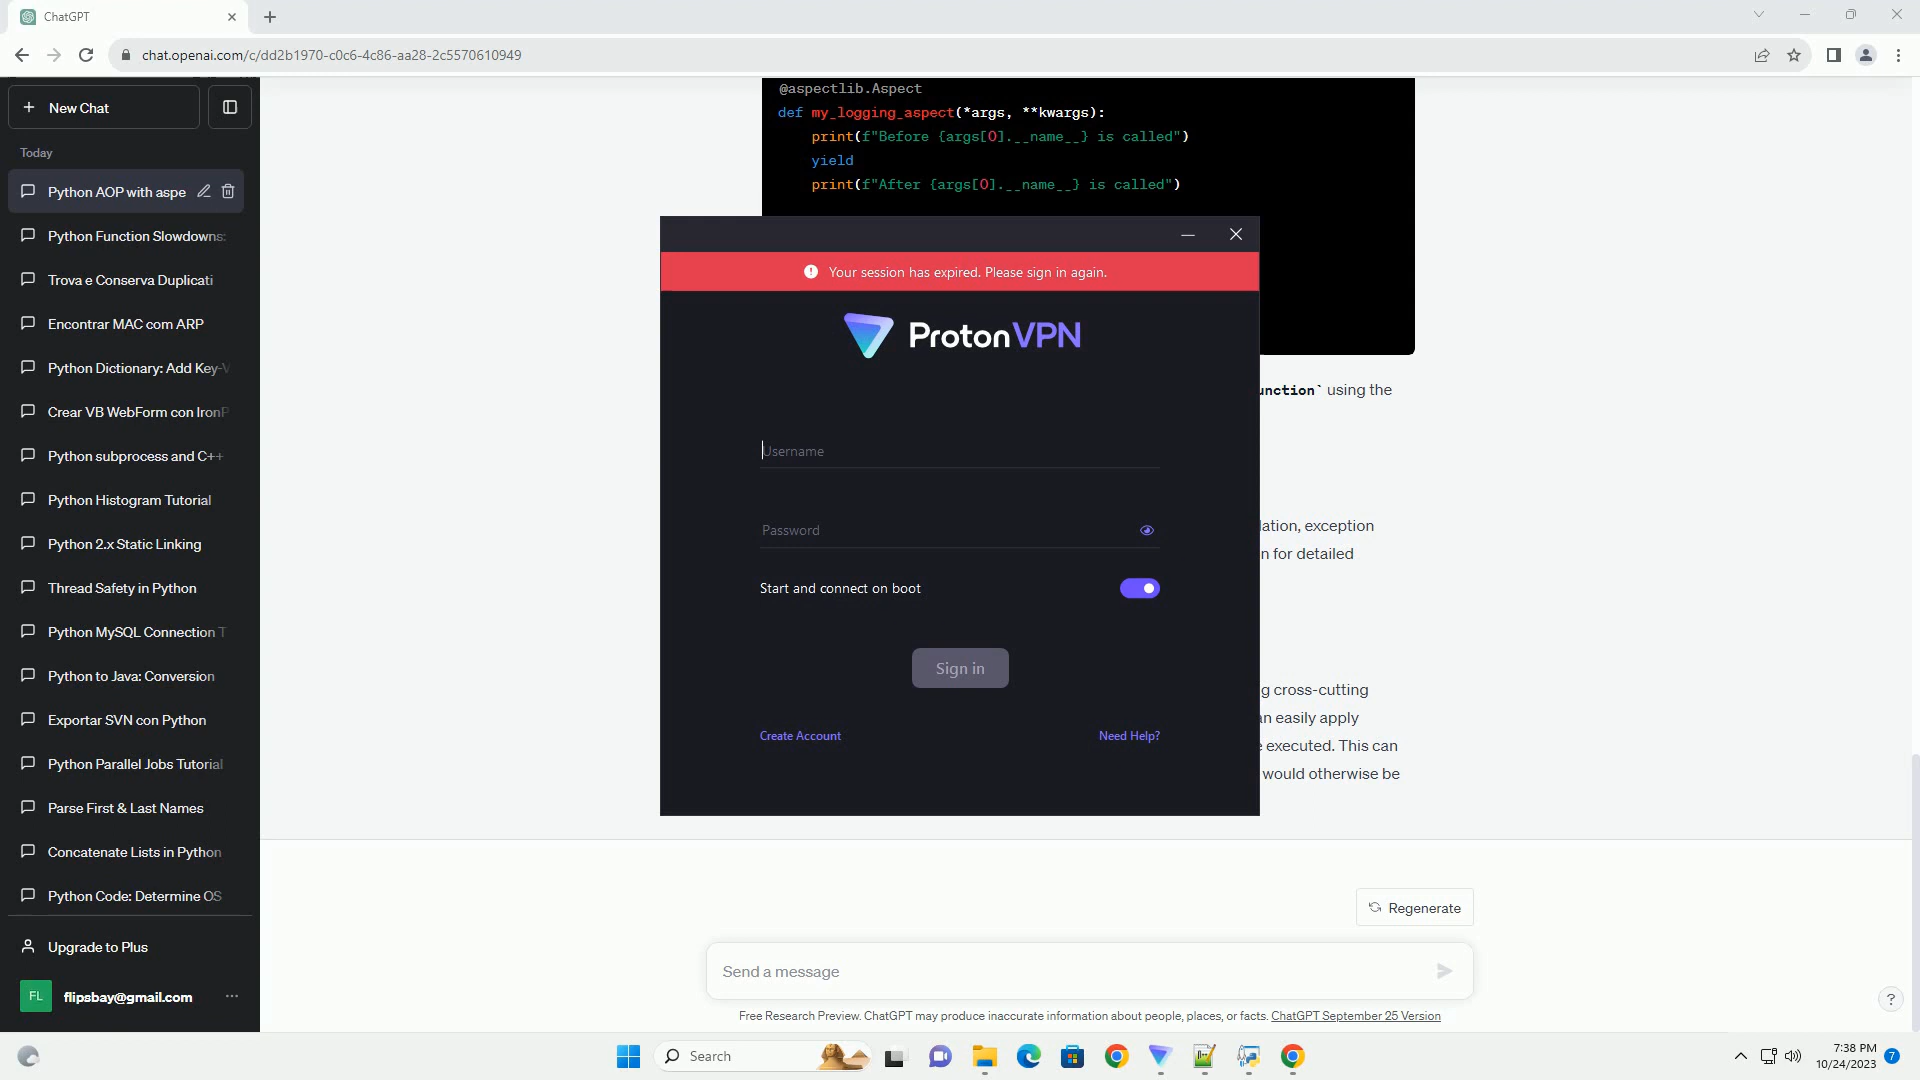 ChatGPT
chat.openai.com/c/dd2b1970-c0c6-4c86-aa28-2c5570610949
New Chat
Today
Python AOP with aspe
Python Function Slowdowns:
Trova e Conserva Duplicati
Encontrar MAC com ARP
Python Dictionary: Add Key-V
Crear VB WebForm con IronP
Python subprocess and C++
Python Histogram Tutorial
Python 2.x Static Linking
Thread Safety in Python
Python MySQL Connection T
Python to Java: Conversion
Exportar SVN con Python
Python Parallel Jobs Tutorial
Parse First & Last Names
Concatenate Lists in Python
Python Code: Determine OS
Upgrade to Plus
FL flipsbay@gmail.com
@aspectlib.Aspect
def my_logging_aspect(*args, **kwargs):
print(f"Before {args[0].__name__} is called")
yield
print(f"After {args[0].__name__} is called")
Your session has expired. Please sign in again.
ProtonVPN
Username
Password
Start and connect on boot
Sign in
Create Account
Need Help?
unction` using the
lation, exception
n for detailed
g cross-cutting
an easily apply
e executed. This can
would otherwise be
Regenerate
Send a message
Free Research Preview. ChatGPT may produce inaccurate information about people, places, or facts. ChatGPT September 25 Version
?
Search
7:38 PM
10/24/2023
7